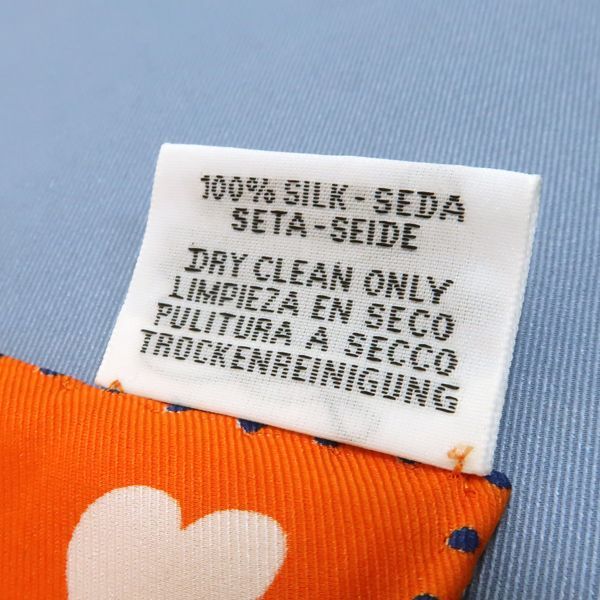 100% SILK - SEDA
SETA - SEIDE
DRY CLEAN ONLY
LIMPIEZA EN SECO
PULITURA A SECCO
TROCKENREINIGUNG